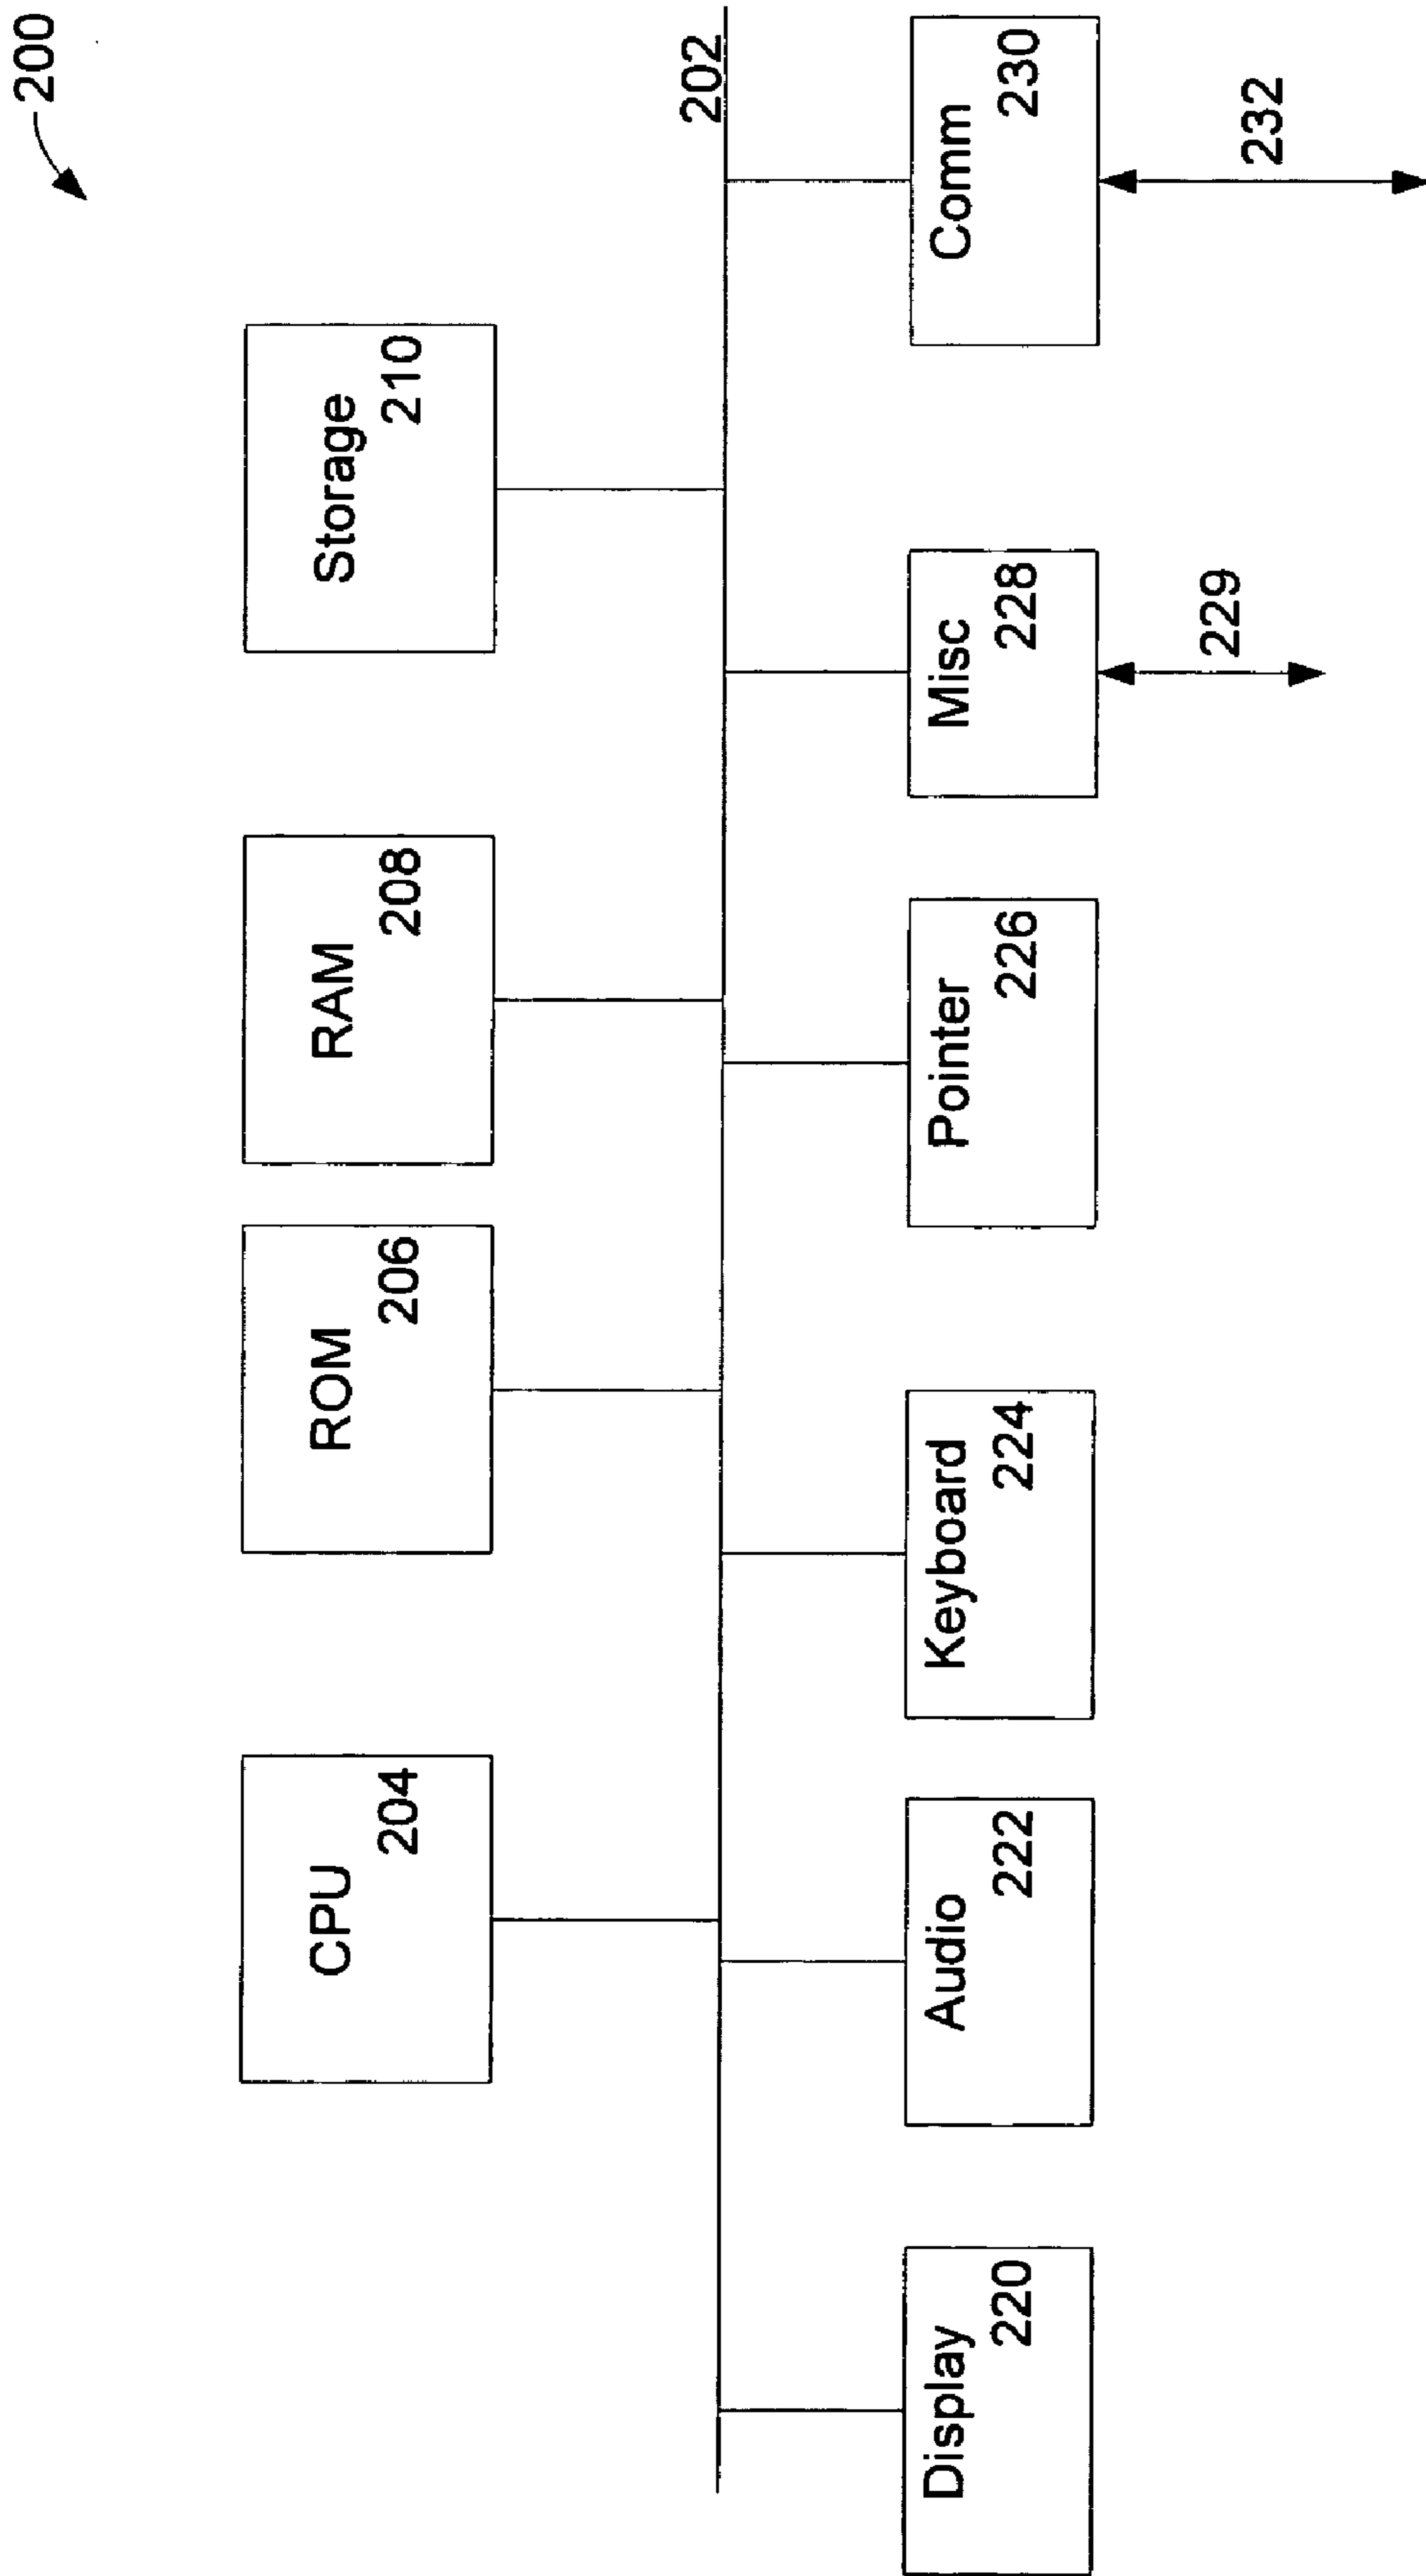 200
CPU
204
ROM
206
RAM
208
Storage
210
202
Display
220
Audio
222
Keyboard
224
Pointer
226
Misc
228
Comm
230
229
232